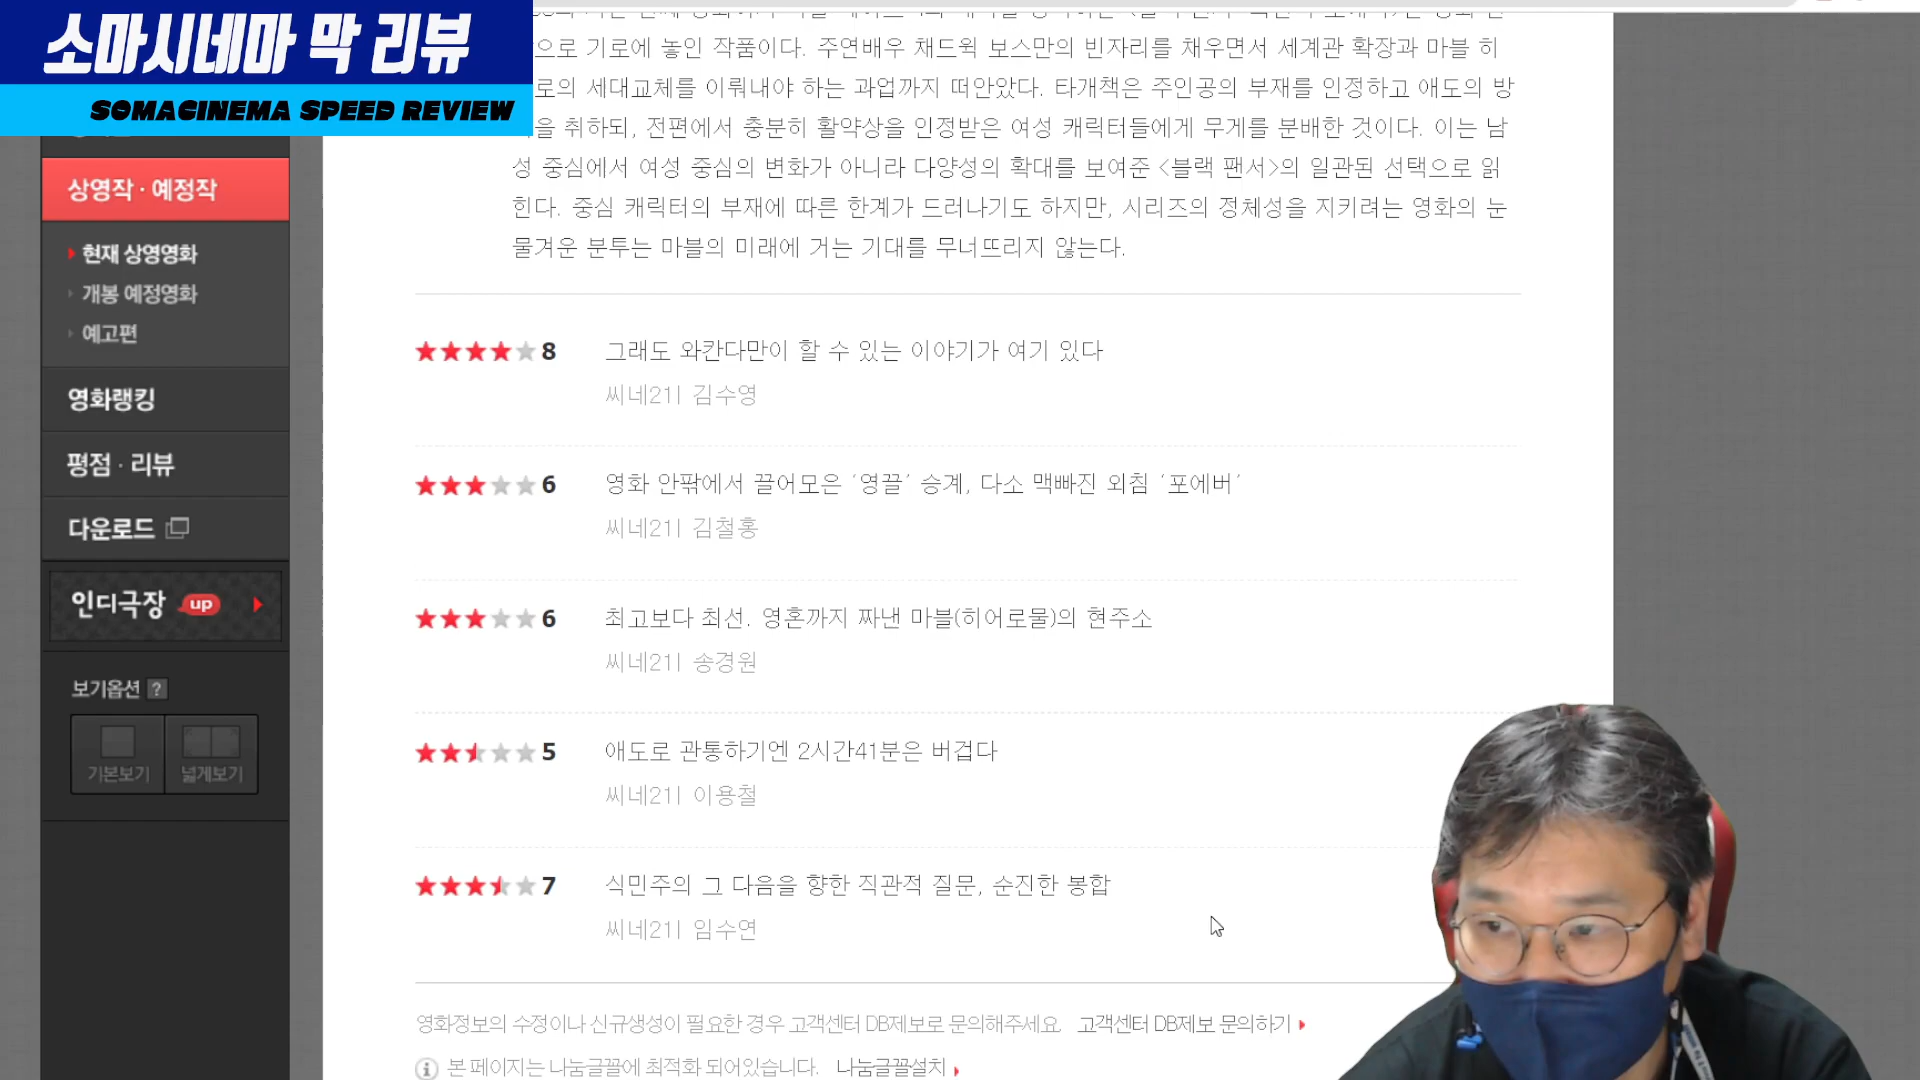 소마시네마 막 리뷰
SOMACINEMA SPEED REVIEW
으로 기로에 놓인 작품이다. 주연배우 채드윅 보스만의 빈자리를 채우면서 세계관 확장과 마블 히
로의 세대교체를 이뤄내야 하는 과업까지 떠안았다. 타개책은 주인공의 부재를 인정하고 애도의 방
을 취하되, 전편에서 충분히 활약상을 인정받은 여성 캐릭터들에게 무게를 분배한 것이다. 이는 남
성 중심에서 여성 중심의 변화가 아니라 다양성의 확대를 보여준 <블랙 팬서>의 일관된 선택으로 읽
힌다. 중심 캐릭터의 부재에 따른 한계가 드러나기도 하지만, 시리즈의 정체성을 지키려는 영화의 눈
물겨운 분투는 마블의 미래에 거는 기대를 무너뜨리지 않는다.
상영작 · 예정작
현재 상영영화
개봉 예정영화
예고편
영화랭킹
평점 · 리뷰
다운로드
인디극장 up
보기옵션 ?
기본보기 넓게보기
8 그래도 와칸다만이 할 수 있는 이야기가 여기 있다
씨네21| 김수영
6 영화 안팎에서 끌어모은 ‘영끌’ 승계, 다소 맥빠진 외침 ‘포에버’
씨네21| 김철홍
6 최고보다 최선. 영혼까지 짜낸 마블(히어로물)의 현주소
씨네21| 송경원
5 애도로 관통하기엔 2시간41분은 버겁다
씨네21| 이용철
7 식민주의 그 다음을 향한 직관적 질문, 순진한 봉합
씨네21| 임수연
영화정보의 수정이나 신규생성이 필요한 경우 고객센터 DB제보로 문의해주세요. 고객센터 DB제보 문의하기
본 페이지는 나눔글꼴에 최적화 되어있습니다. 나눔글꼴설치